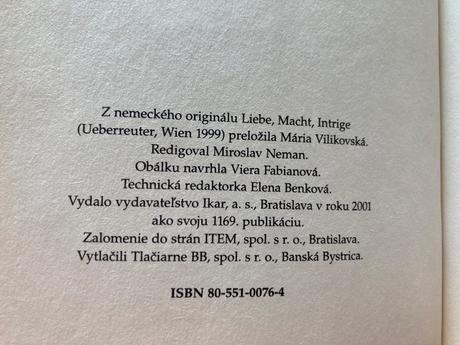 Z nemeckého originálu Liebe, Macht, Intrige
(Ueberreuter, Wien 1999) preložila Mária Vilikovská.
Redigoval Miroslav Neman.
Obálku navrhla Viera Fabianová.
Technická redaktorka Elena Benková.
Vydalo vydavateľstvo Ikar, a. s., Bratislava v roku 2001
ako svoju 1169. publikáciu.
Zalomenie do strán ITEM, spol. s r. o., Bratislava.
Vytlačili Tlačiarne BB, spol. s r. o., Banská Bystrica.
ISBN 80-551-0076-4